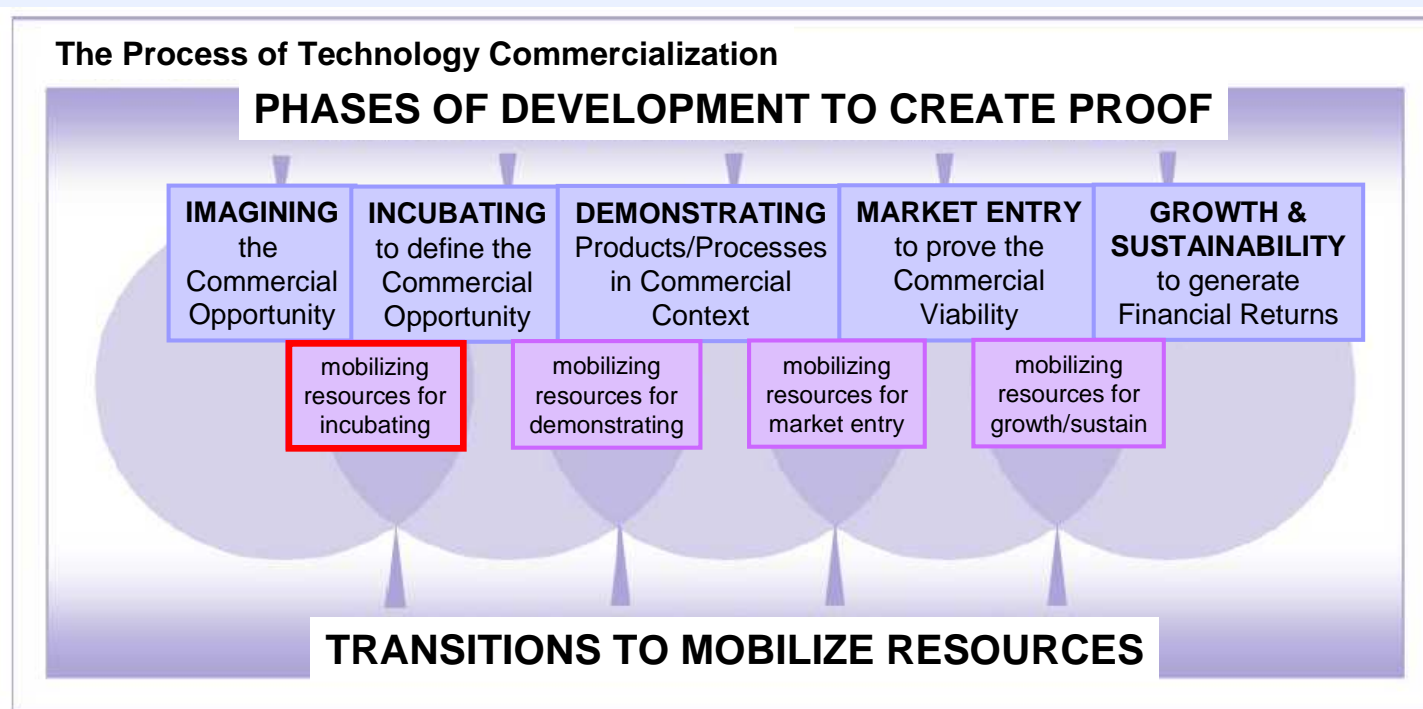 The Process of Technology Commercialization
PHASES OF DEVELOPMENT TO CREATE PROOF
IMAGINING
the
Commercial
Opportunity
INCUBATING
to define the
Commercial
Opportunity
DEMONSTRATING
Products/Processes
in Commercial
Context
MARKET ENTRY
to prove the
Commercial
Viability
GROWTH &
SUSTAINABILITY
to generate
Financial Returns
mobilizing
resources for
incubating
mobilizing
resources for
demonstrating
mobilizing
resources for
market entry
mobilizing
resources for
growth/sustain
TRANSITIONS TO MOBILIZE RESOURCES